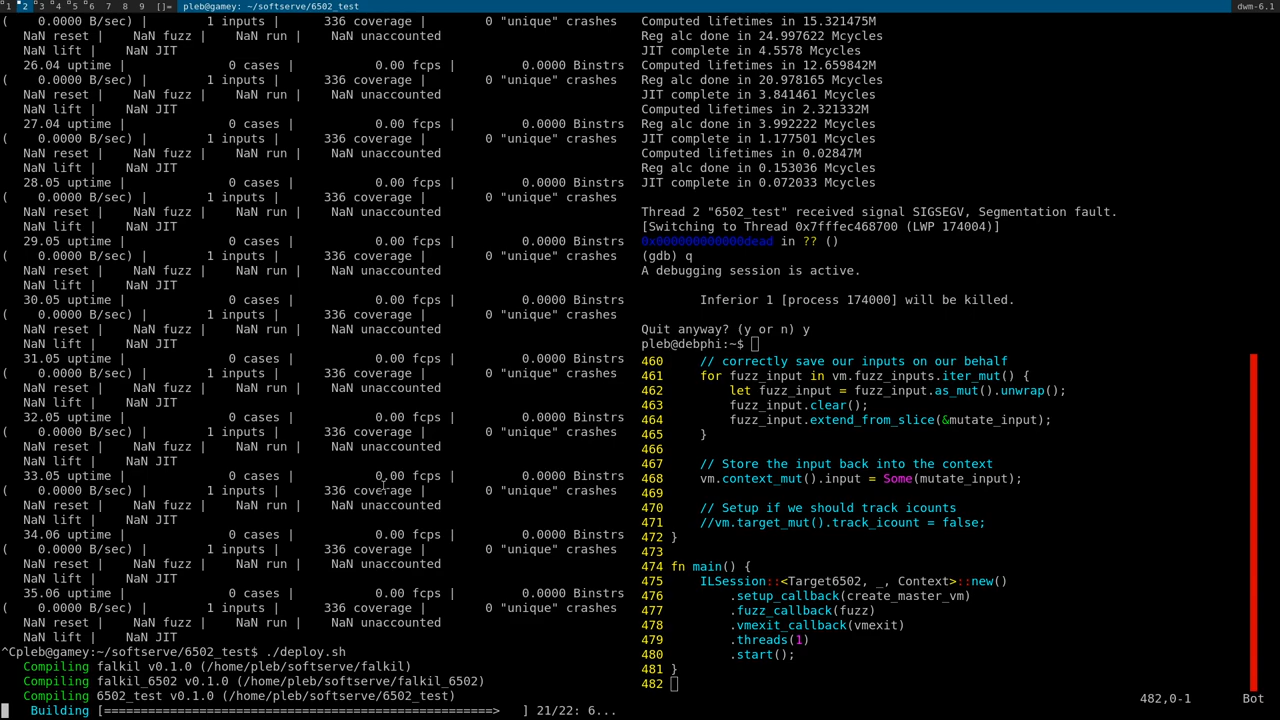 1 2 3 4 5 6 7 8 9 []= pleb@gamey: ~/softserve/6502_test dwm-6.1
( 0.0000 B/sec) | 1 inputs | 336 coverage | 0 "unique" crashes
NaN reset | NaN fuzz | NaN run | NaN unaccounted
NaN lift | NaN JIT
26.04 uptime | 0 cases | 0.00 fcps | 0.0000 Binstrs
( 0.0000 B/sec) | 1 inputs | 336 coverage | 0 "unique" crashes
NaN reset | NaN fuzz | NaN run | NaN unaccounted
NaN lift | NaN JIT
27.04 uptime | 0 cases | 0.00 fcps | 0.0000 Binstrs
( 0.0000 B/sec) | 1 inputs | 336 coverage | 0 "unique" crashes
NaN reset | NaN fuzz | NaN run | NaN unaccounted
NaN lift | NaN JIT
28.05 uptime | 0 cases | 0.00 fcps | 0.0000 Binstrs
( 0.0000 B/sec) | 1 inputs | 336 coverage | 0 "unique" crashes
NaN reset | NaN fuzz | NaN run | NaN unaccounted
NaN lift | NaN JIT
29.05 uptime | 0 cases | 0.00 fcps | 0.0000 Binstrs
( 0.0000 B/sec) | 1 inputs | 336 coverage | 0 "unique" crashes
NaN reset | NaN fuzz | NaN run | NaN unaccounted
NaN lift | NaN JIT
30.05 uptime | 0 cases | 0.00 fcps | 0.0000 Binstrs
( 0.0000 B/sec) | 1 inputs | 336 coverage | 0 "unique" crashes
NaN reset | NaN fuzz | NaN run | NaN unaccounted
NaN lift | NaN JIT
31.05 uptime | 0 cases | 0.00 fcps | 0.0000 Binstrs
( 0.0000 B/sec) | 1 inputs | 336 coverage | 0 "unique" crashes
NaN reset | NaN fuzz | NaN run | NaN unaccounted
NaN lift | NaN JIT
32.05 uptime | 0 cases | 0.00 fcps | 0.0000 Binstrs
( 0.0000 B/sec) | 1 inputs | 336 coverage | 0 "unique" crashes
NaN reset | NaN fuzz | NaN run | NaN unaccounted
NaN lift | NaN JIT
33.05 uptime | 0 cases | 0.00 fcps | 0.0000 Binstrs
( 0.0000 B/sec) | 1 inputs | 336 coverage | 0 "unique" crashes
NaN reset | NaN fuzz | NaN run | NaN unaccounted
NaN lift | NaN JIT
34.06 uptime | 0 cases | 0.00 fcps | 0.0000 Binstrs
( 0.0000 B/sec) | 1 inputs | 336 coverage | 0 "unique" crashes
NaN reset | NaN fuzz | NaN run | NaN unaccounted
NaN lift | NaN JIT
35.06 uptime | 0 cases | 0.00 fcps | 0.0000 Binstrs
( 0.0000 B/sec) | 1 inputs | 336 coverage | 0 "unique" crashes
NaN reset | NaN fuzz | NaN run | NaN unaccounted
NaN lift | NaN JIT
^Cpleb@gamey:~/softserve/6502_test$ ./deploy.sh
Compiling falkil v0.1.0 (/home/pleb/softserve/falkil)
Compiling falkil_6502 v0.1.0 (/home/pleb/softserve/falkil_6502)
Compiling 6502_test v0.1.0 (/home/pleb/softserve/6502_test)
Building [=====================================================> ] 21/22: 6...
Computed lifetimes in 15.321475M
Reg alc done in 24.997622 Mcycles
JIT complete in 4.5578 Mcycles
Computed lifetimes in 12.659842M
Reg alc done in 20.978165 Mcycles
JIT complete in 3.841461 Mcycles
Computed lifetimes in 2.321332M
Reg alc done in 3.992222 Mcycles
JIT complete in 1.177501 Mcycles
Computed lifetimes in 0.02847M
Reg alc done in 0.153036 Mcycles
JIT complete in 0.072033 Mcycles
Thread 2 "6502_test" received signal SIGSEGV, Segmentation fault.
[Switching to Thread 0x7fffec468700 (LWP 174004)]
0x000000000000dead in ?? ()
(gdb) q
A debugging session is active.
Inferior 1 [process 174000] will be killed.
Quit anyway? (y or n) y
pleb@debphi:~$
460 // correctly save our inputs on our behalf
461 for fuzz_input in vm.fuzz_inputs.iter_mut() {
462 let fuzz_input = fuzz_input.as_mut().unwrap();
463 fuzz_input.clear();
464 fuzz_input.extend_from_slice(&mutate_input);
465 }
466
467 // Store the input back into the context
468 vm.context_mut().input = Some(mutate_input);
469
470 // Setup if we should track icounts
471 //vm.target_mut().track_icount = false;
472 }
473
474 fn main() {
475 ILSession::<Target6502, _, Context>::new()
476 .setup_callback(create_master_vm)
477 .fuzz_callback(fuzz)
478 .vmexit_callback(vmexit)
479 .threads(1)
480 .start();
481 }
482
482,0-1 Bot